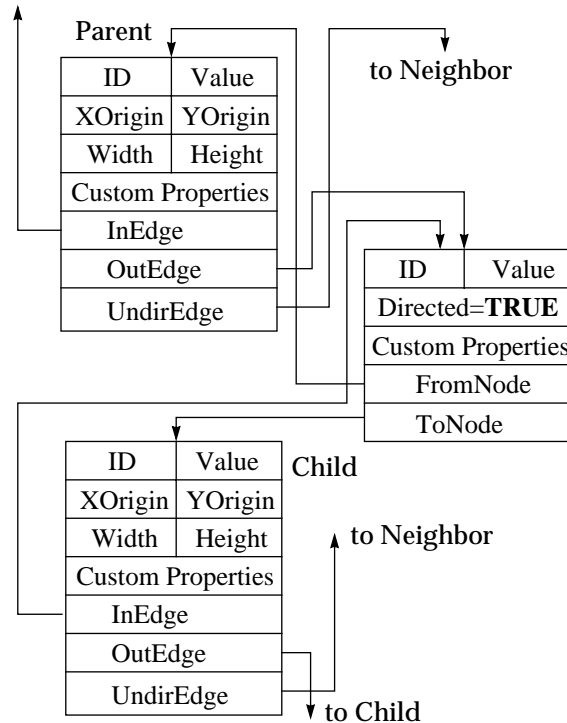 Parent
to Neighbor
ID Value
XOrigin YOrigin
Width Height
Custom Properties
InEdge
OutEdge
UndirEdge
ID Value
Directed=TRUE
Custom Properties
FromNode
ToNode
Child
ID Value
XOrigin YOrigin
Width Height
Custom Properties
InEdge
OutEdge
UndirEdge
to Neighbor
to Child